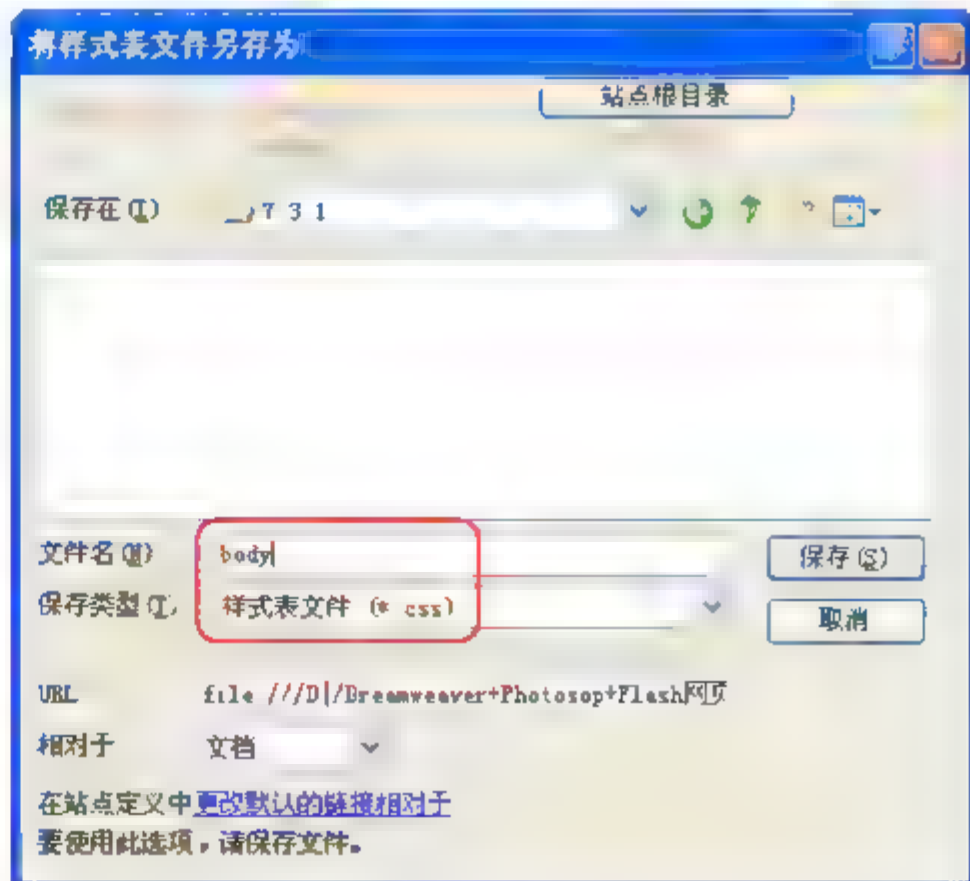 将样式表文件另存为
站点根目录
保存在(I) 7 3 1
文件名(N) body
保存(S)
保存类型(T) 样式表文件 (* css)
取消
URL file ///D|/Dreamweaver+Photosop+Flash网页
相对于 文档
在站点定义中更改默认的链接相对于
要使用此选项，请保存文件。